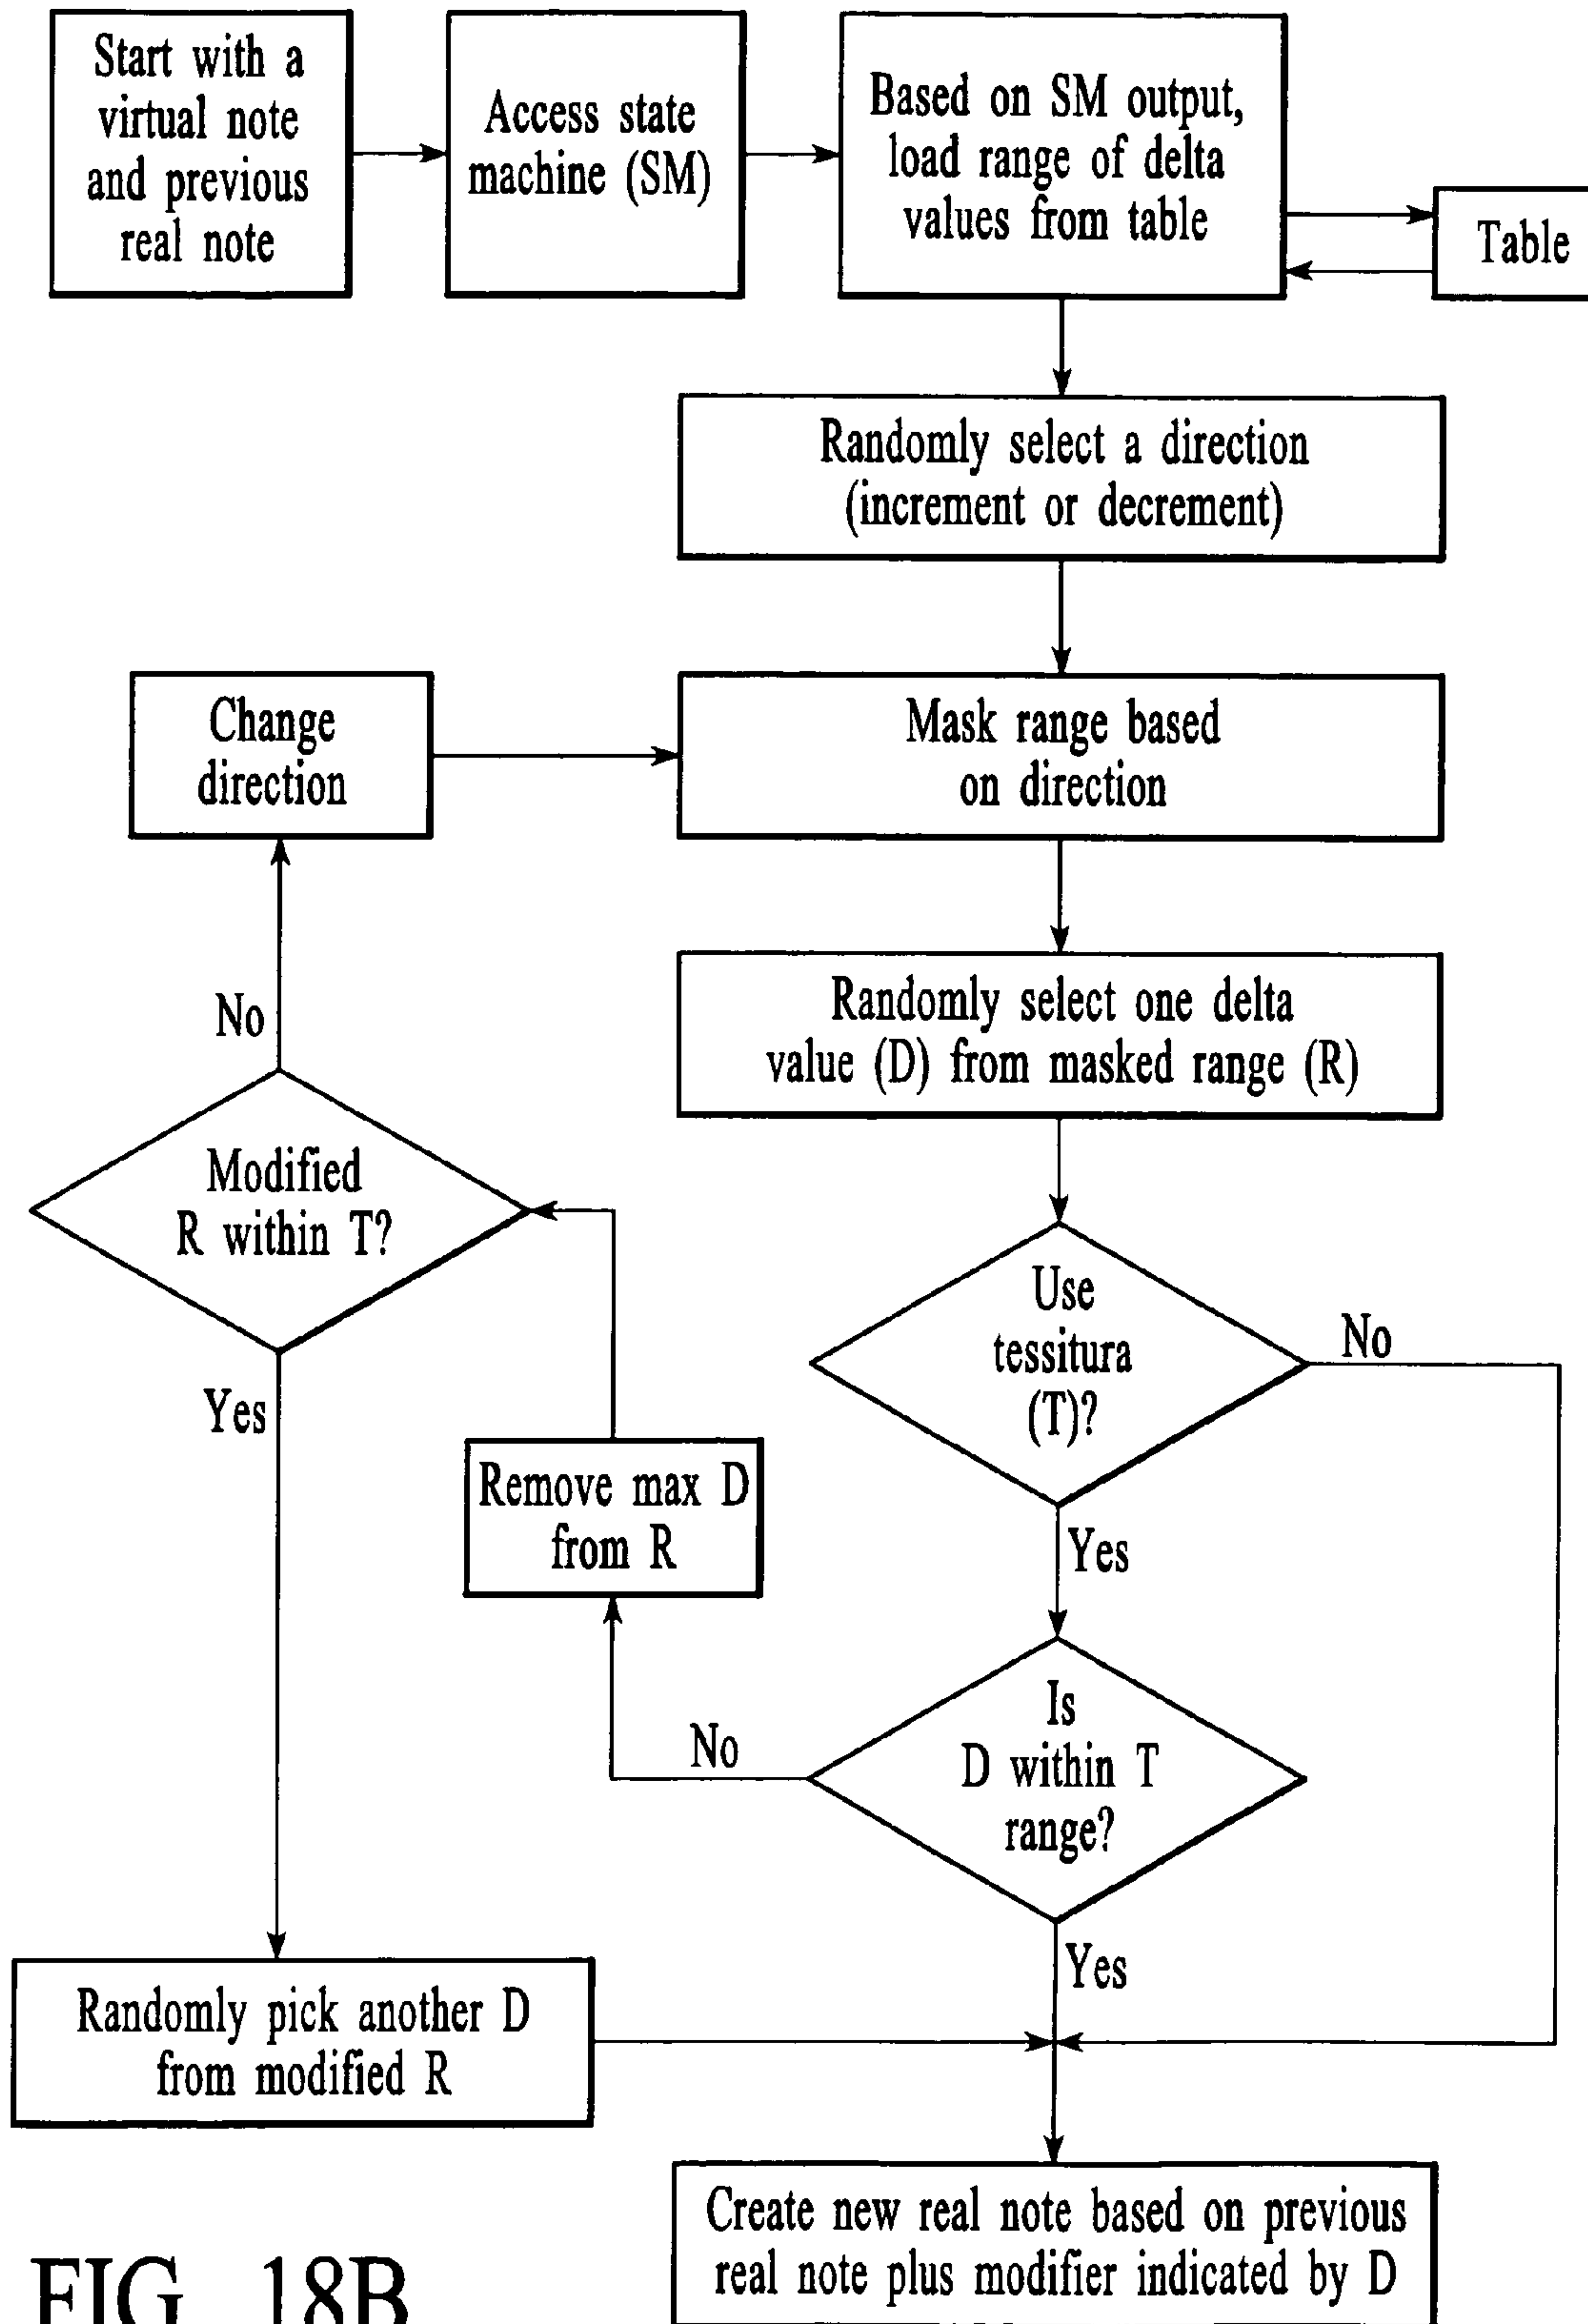 Start with a
virtual note
and previous
real note
Access state
machine (SM)
Based on SM output,
load range of delta
values from table
Table
Randomly select a direction
(increment or decrement)
Change
direction
Mask range based
on direction
Randomly select one delta
value (D) from masked range (R)
No
Modified
R within T?
Yes
Use
tessitura
(T)?
No
Yes
Remove max D
from R
Is
D within T
range?
No
Yes
Randomly pick another D
from modified R
Create new real note based on previous
real note plus modifier indicated by D
FIG. 18B